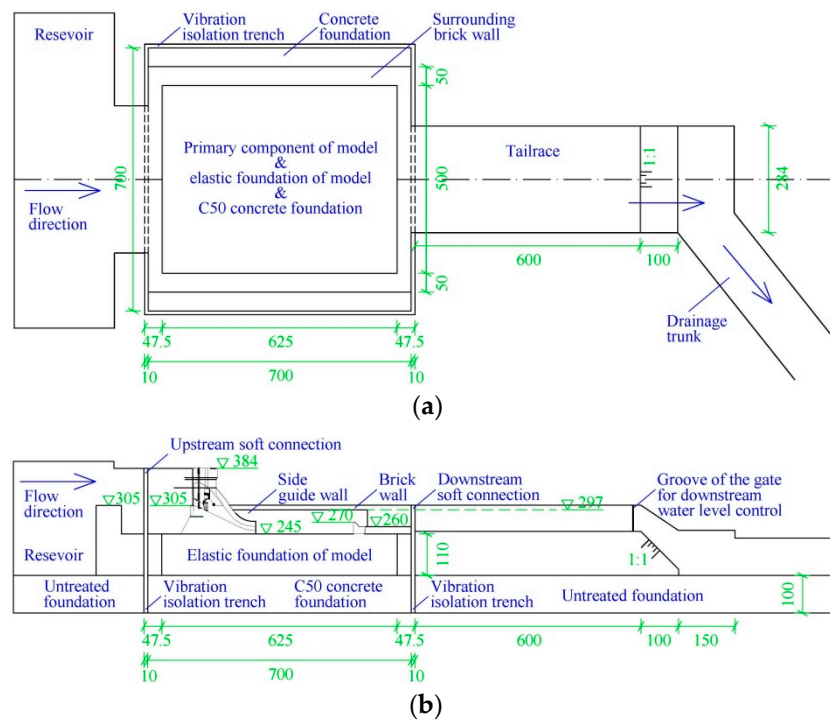 Resevoir
Vibration
isolation trench
Concrete
foundation
Surrounding
brick wall
50
700
Primary component of model
&
elastic foundation of model
&
C50 concrete foundation
500
Tailrace
1:1
284
Flow
direction
50
600
100
Drainage
trunk
47.5
625
47.5
700
10
10
(a)
Upstream soft connection
384
Flow
direction
305
305
Side
guide wall
Brick
wall
Downstream
soft connection
297
Groove of the gate
for downstream
water level control
270
260
245
Resevoir
Elastic foundation of model
110
1:1
Untreated
foundation
Vibration
isolation trench
C50 concrete
foundation
Vibration
isolation trench
Untreated foundation
100
47.5
625
47.5
600
100
150
700
10
10
(b)